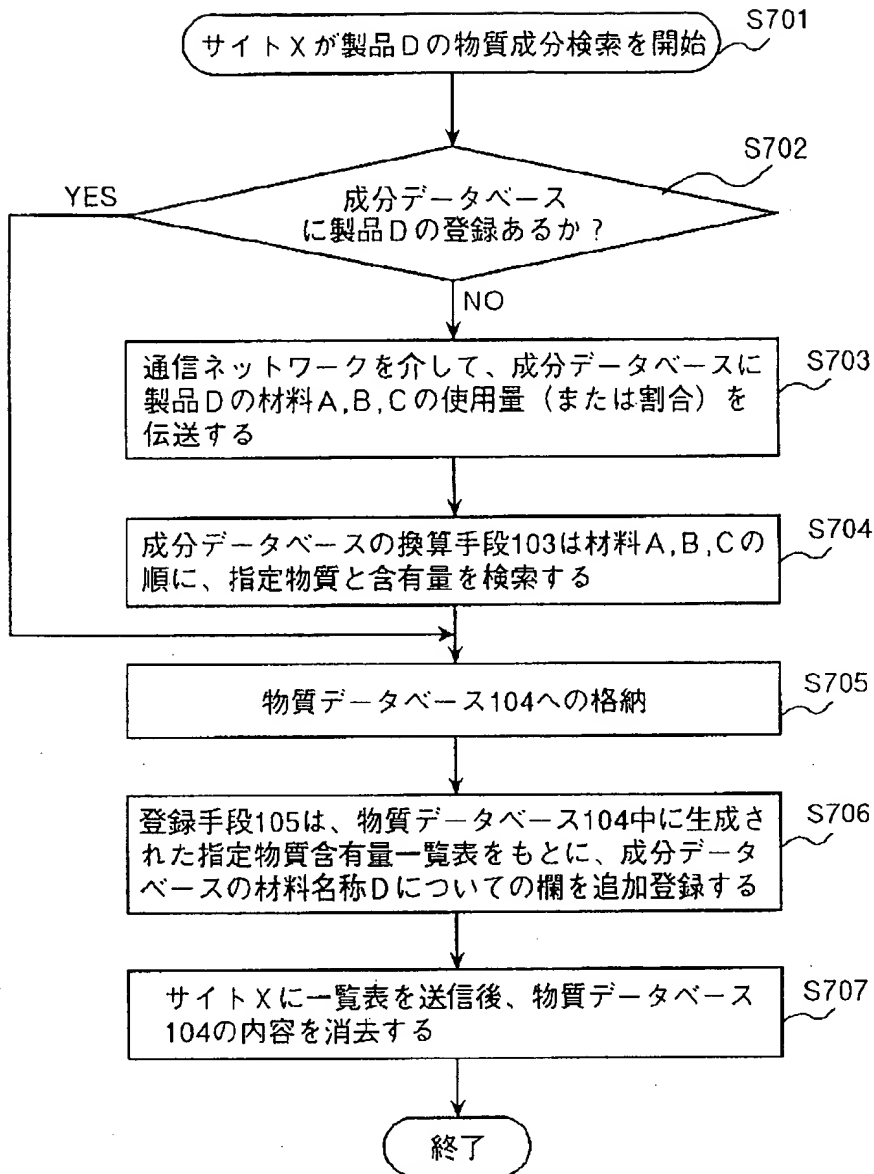 サイトXが製品Dの物質成分検索を開始
S701
S702
YES
成分データベース
に製品Dの登録あるか？
NO
通信ネットワークを介して、成分データベースに
製品Dの材料A,B,Cの使用量（または割合）を
伝送する
S703
成分データベースの換算手段103は材料A,B,Cの
順に、指定物質と含有量を検索する
S704
物質データベース104への格納
S705
登録手段105は、物質データベース104中に生成さ
れた指定物質含有量一覧表をもとに、成分データ
ベースの材料名称Dについての欄を追加登録する
S706
サイトXに一覧表を送信後、物質データベース
104の内容を消去する
S707
終了